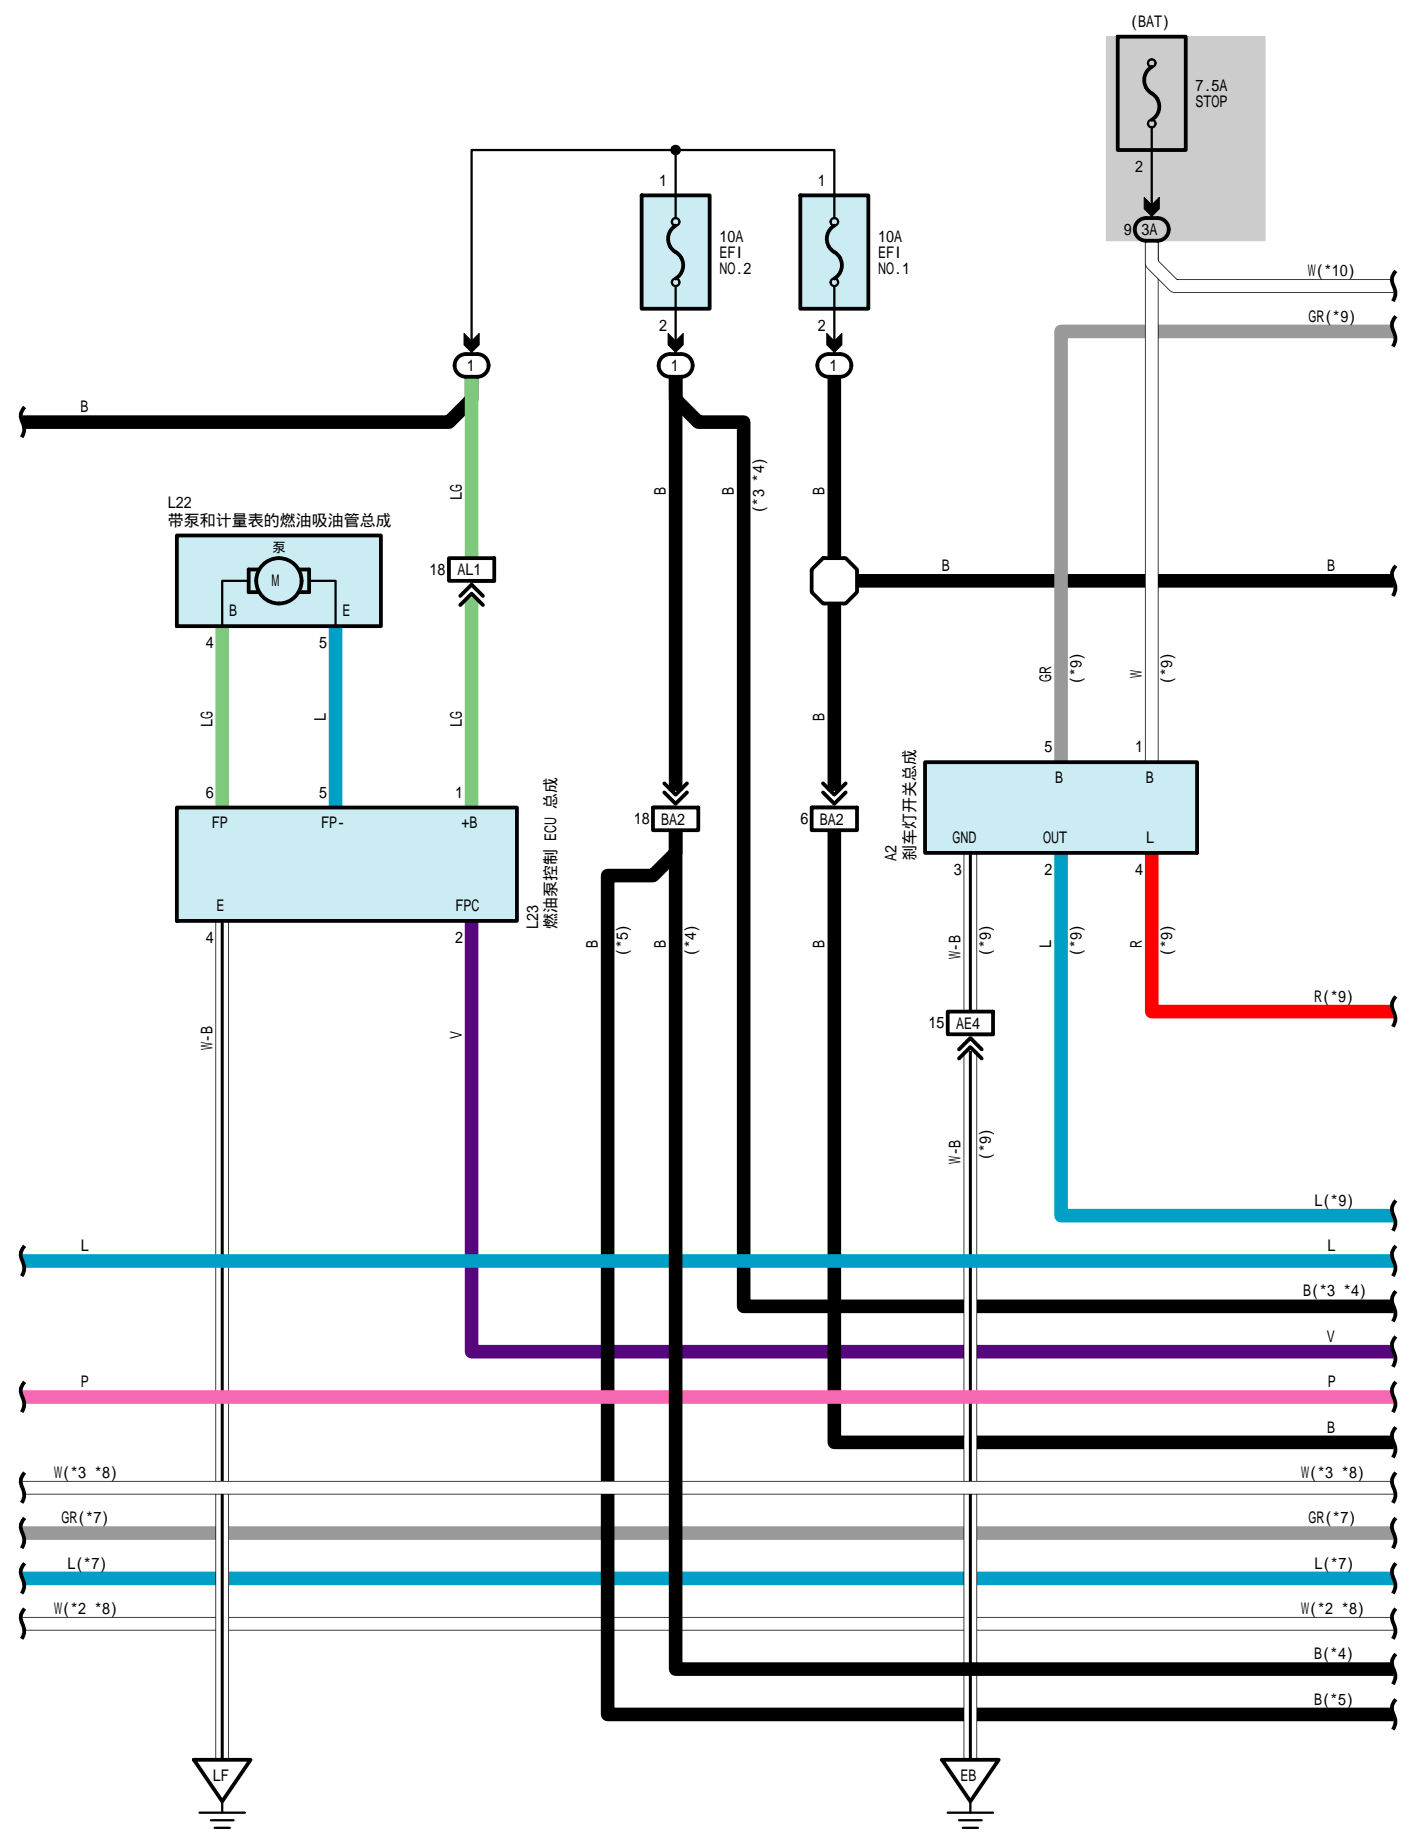 (BAT)
7.5A
STOP
2
9
3A
1
1
10A
EFI
NO.2
10A
EFI
NO.1
2
2
1
1
1
W(*10)
GR(*9)
B
LG
B
B
(*3 *4)
B
L22
带泵和计量表的燃油吸油管总成
泵
M
B
E
18
AL1
B
B
4
5
LG
L
LG
B
GR
(*9)
W
(*9)
6
5
1
FP
FP-
+B
E
FPC
L23
燃油泵控制 ECU 总成
4
2
18
BA2
6
BA2
5
1
B
B
GND
OUT
L
A2
刹车灯开关总成
3
2
4
B
(*5)
B
(*4)
B
W-B
(*9)
L
(*9)
R
(*9)
R(*9)
15
AE4
W-B
V
W-B
(*9)
L(*9)
L
L
B(*3 *4)
V
P
P
B
W(*3 *8)
W(*3 *8)
GR(*7)
GR(*7)
L(*7)
L(*7)
W(*2 *8)
W(*2 *8)
B(*4)
B(*5)
LF
EB